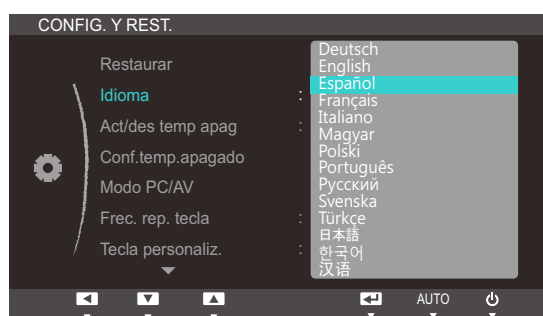 CONFIG. Y REST.
Restaurar
Idioma :
Act/des temp apag :
Conf.temp.apagado
Modo PC/AV
Frec. rep. tecla :
Tecla personaliz. :
Deutsch
English
Español
Français
Italiano
Magyar
Polski
Português
Русский
Svenska
Türkçe
日本語
한국어
汉语
AUTO